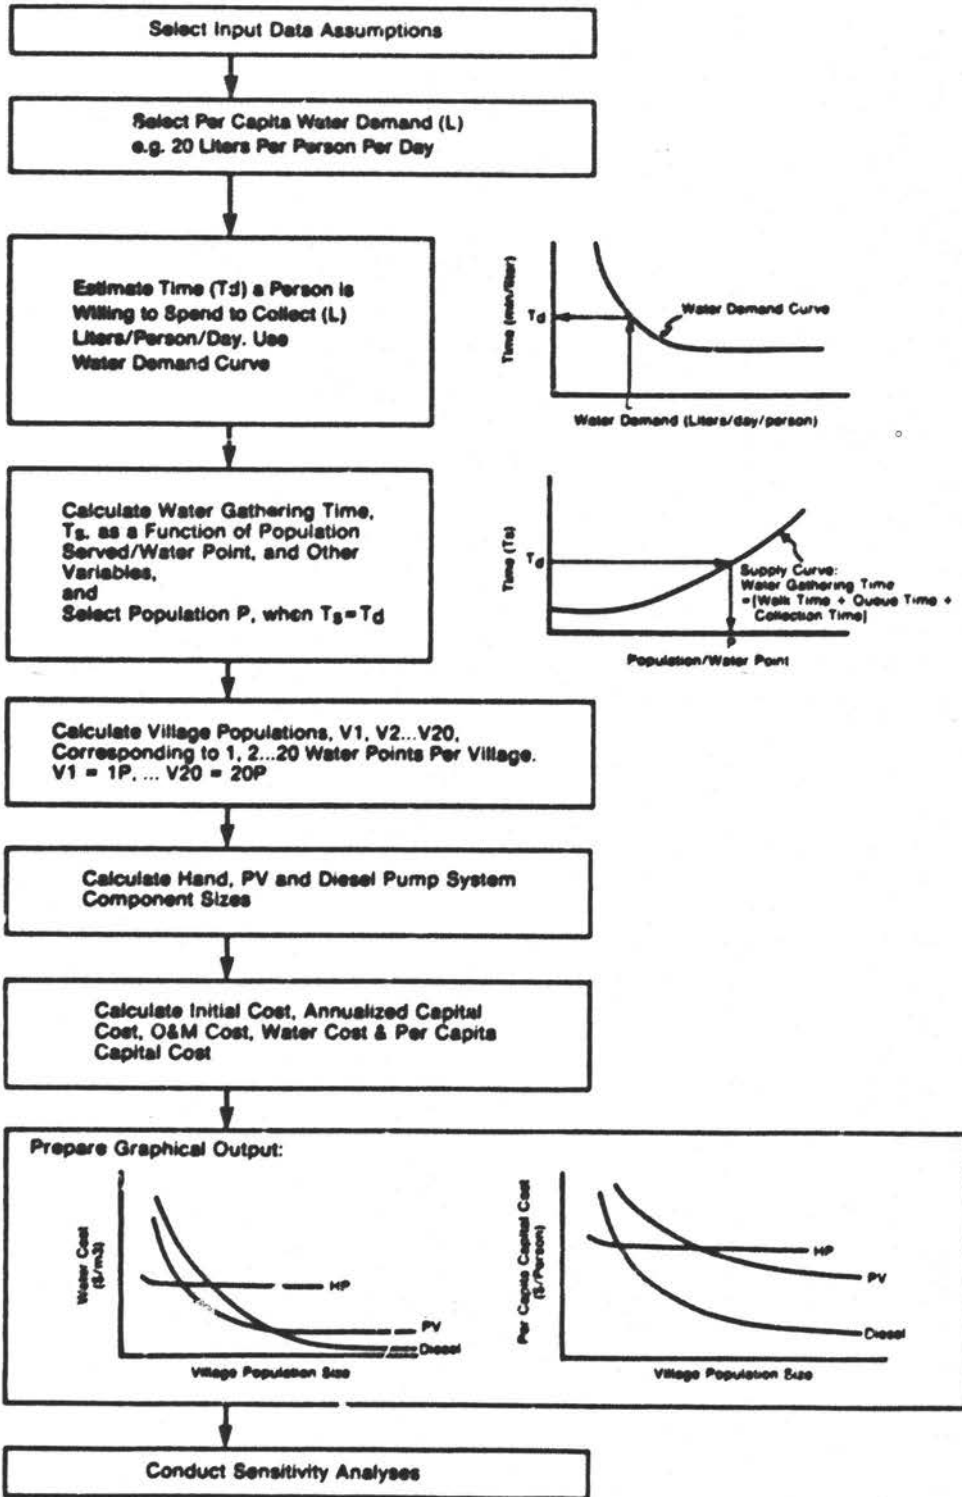 Select Input Data Assumptions
Select Per Capita Water Demand (L)
e.g. 20 Liters Per Person Per Day
Estimate Time (Td) a Person is
Willing to Spend to Collect (L)
Liters/Person/Day. Use
Water Demand Curve
Time (min/liter)
Td
Water Demand Curve
Water Demand (Liters/day/person)
Calculate Water Gathering Time,
Ts, as a Function of Population
Served/Water Point, and Other
Variables,
and
Select Population P, when Ts=Td
Time (Ts)
Td
Supply Curve:
Water Gathering Time
=[Walk Time + Queue Time +
Collection Time]
P
Population/Water Point
Calculate Village Populations, V1, V2...V20,
Corresponding to 1, 2...20 Water Points Per Village.
V1 = 1P, ... V20 = 20P
Calculate Hand, PV and Diesel Pump System
Component Sizes
Calculate Initial Cost, Annualized Capital
Cost, O&M Cost, Water Cost & Per Capita
Capital Cost
Prepare Graphical Output:
Water Cost
($/m3)
HP
PV
Diesel
Village Population Size
Per Capita Capital Cost
($/Person)
HP
PV
Diesel
Village Population Size
Conduct Sensitivity Analyses